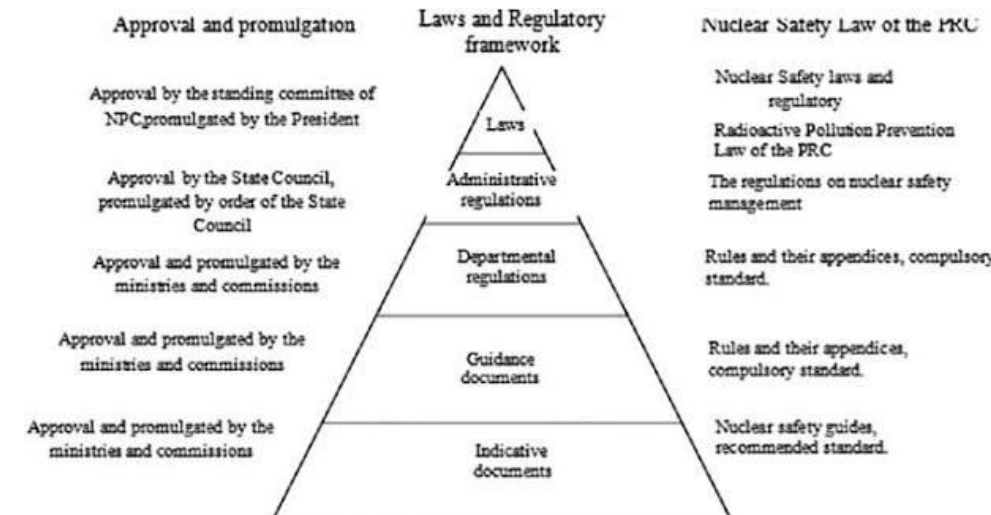 Approval and promulgation
Laws and Regulatory
framework
Nuclear Safety Law of the PRC
Approval by the standing committee of
NPC,promulgated by the President
Laws
Nuclear Safety laws and
regulatory
Radioactive Pollution Prevention
Law of the PRC
Approval by the State Council,
promulgated by order of the State
Council
Administrative
regulations
The regulations on nuclear safety
management
Approval and promulgated by the
ministries and commissions
Departmental
regulations
Rules and their appendices, compulsory
standard.
Approval and promulgated by the
ministries and commissions
Guidance
documents
Rules and their appendices,
compulsory standard.
Approval and promulgated by the
ministries and commissions
Indicative
documents
Nuclear safety guides,
recommended standard.